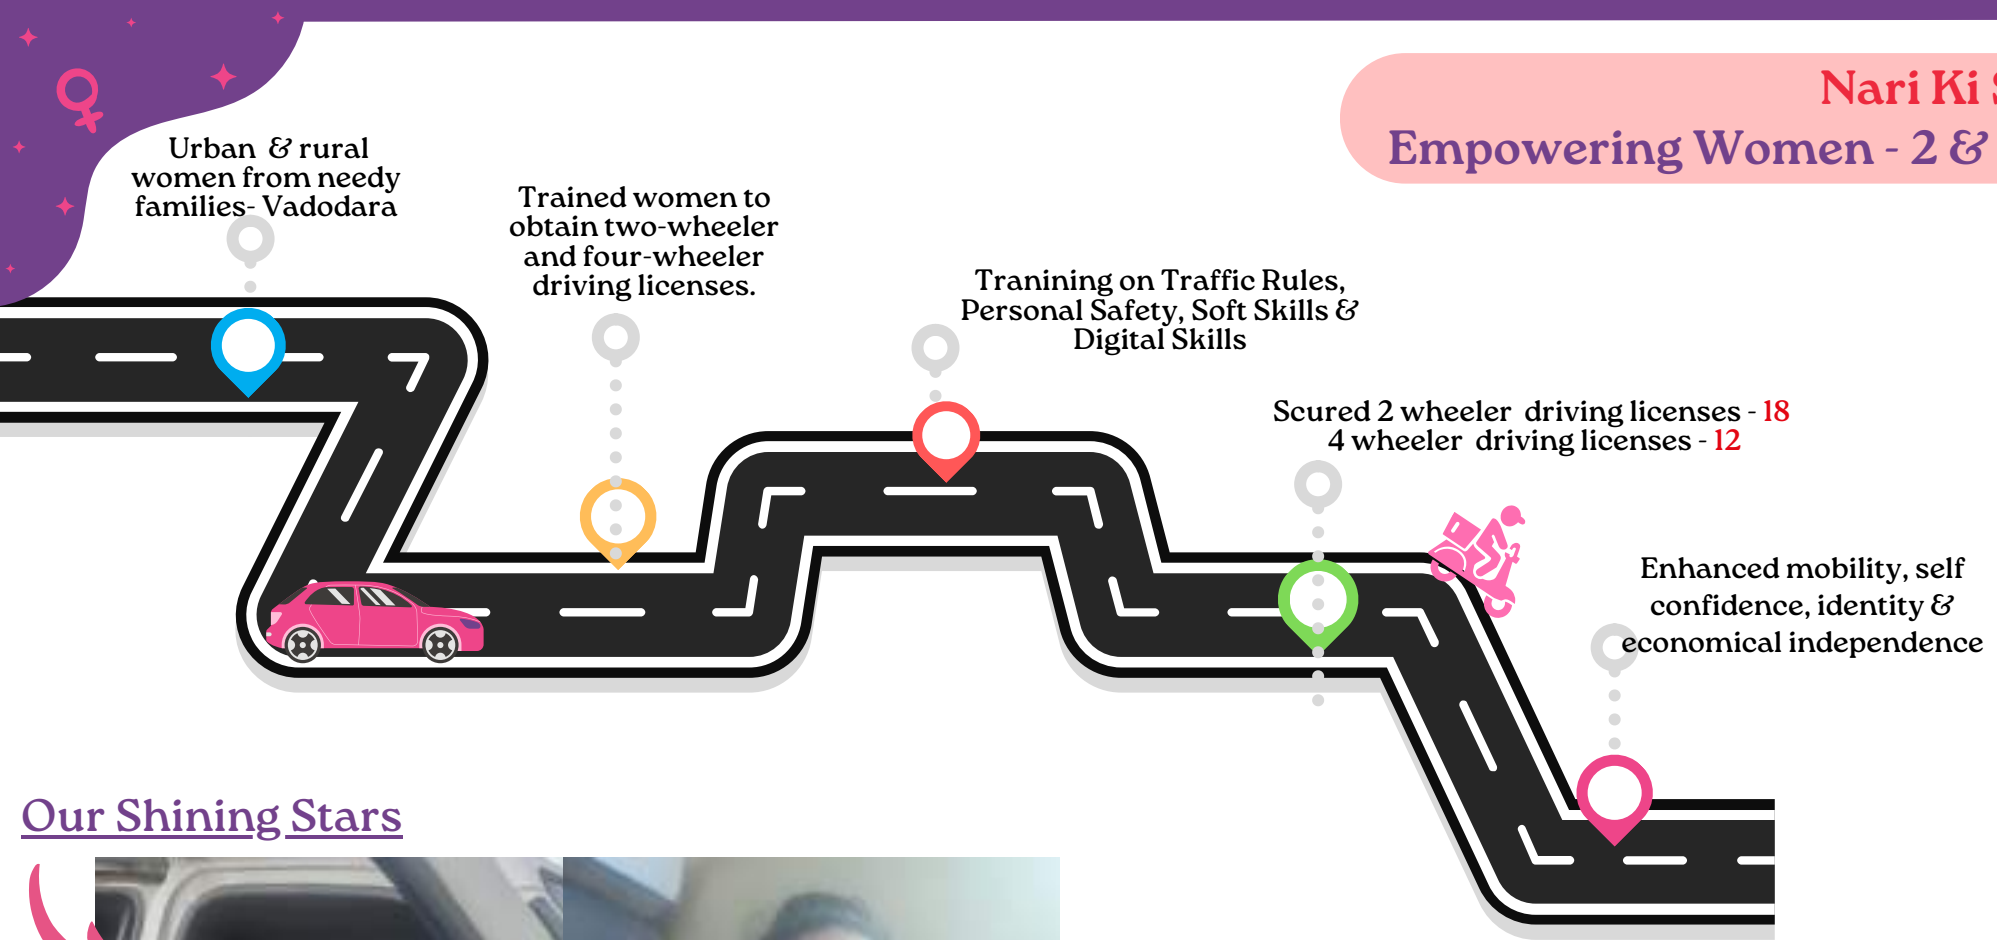 Nari Ki
Empowering Women - 2 &
Urban & rural
women from needy
families- Vadodara
Trained women to
obtain two-wheeler
and four-wheeler
driving licenses.
Tranining on Traffic Rules,
Personal Safety, Soft Skills &
Digital Skills
Scured 2 wheeler driving licenses - 18
4 wheeler driving licenses - 12
Enhanced mobility, self
confidence, identity &
economical independence
Our Shining Stars